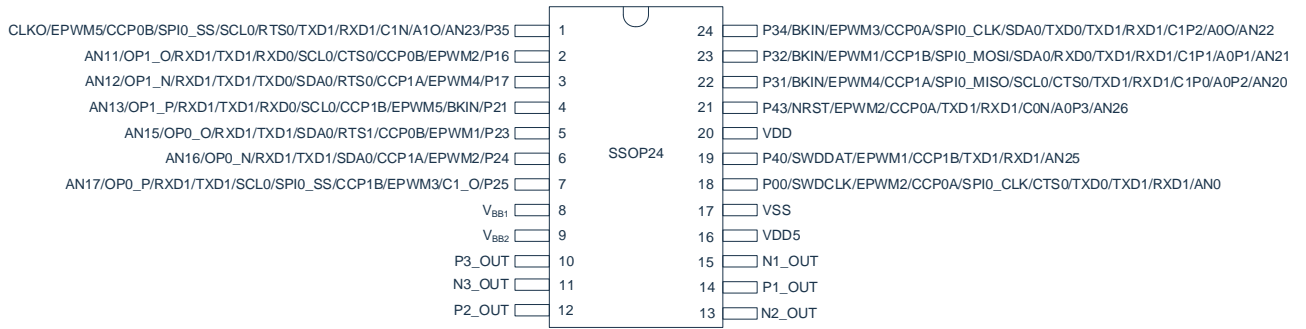 CLKO/EPWM5/CCP0B/SPI0_SS/SCL0/RTS0/TXD1/RXD1/C1N/A1O/AN23/P35 1 24 P34/BKIN/EPWM3/CCP0A/SPI0_CLK/SDA0/TXD0/TXD1/RXD1/C1P2/A0O/AN22
AN11/OP1_O/RXD1/TXD1/RXD0/SCL0/CTS0/CCP0B/EPWM2/P16 2 23 P32/BKIN/EPWM1/CCP1B/SPI0_MOSI/SDA0/RXD0/TXD1/RXD1/C1P1/A0P1/AN21
AN12/OP1_N/RXD1/TXD1/TXD0/SDA0/RTS0/CCP1A/EPWM4/P17 3 22 P31/BKIN/EPWM4/CCP1A/SPI0_MISO/SCL0/CTS0/TXD1/RXD1/C1P0/A0P2/AN20
AN13/OP1_P/RXD1/TXD1/RXD0/SCL0/CCP1B/EPWM5/BKIN/P21 4 21 P43/NRST/EPWM2/CCP0A/TXD1/RXD1/C0N/A0P3/AN26
AN15/OP0_O/RXD1/TXD1/SDA0/RTS1/CCP0B/EPWM1/P23 5 20 VDD
SSOP24
AN16/OP0_N/RXD1/TXD1/SDA0/CCP1A/EPWM2/P24 6 19 P40/SWDDAT/EPWM1/CCP1B/TXD1/RXD1/AN25
AN17/OP0_P/RXD1/TXD1/SCL0/SPI0_SS/CCP1B/EPWM3/C1_O/P25 7 18 P00/SWDCLK/EPWM2/CCP0A/SPI0_CLK/CTS0/TXD0/TXD1/RXD1/AN0
VBB1 8 17 VSS
VBB2 9 16 VDD5
P3_OUT 10 15 N1_OUT
N3_OUT 11 14 P1_OUT
P2_OUT 12 13 N2_OUT